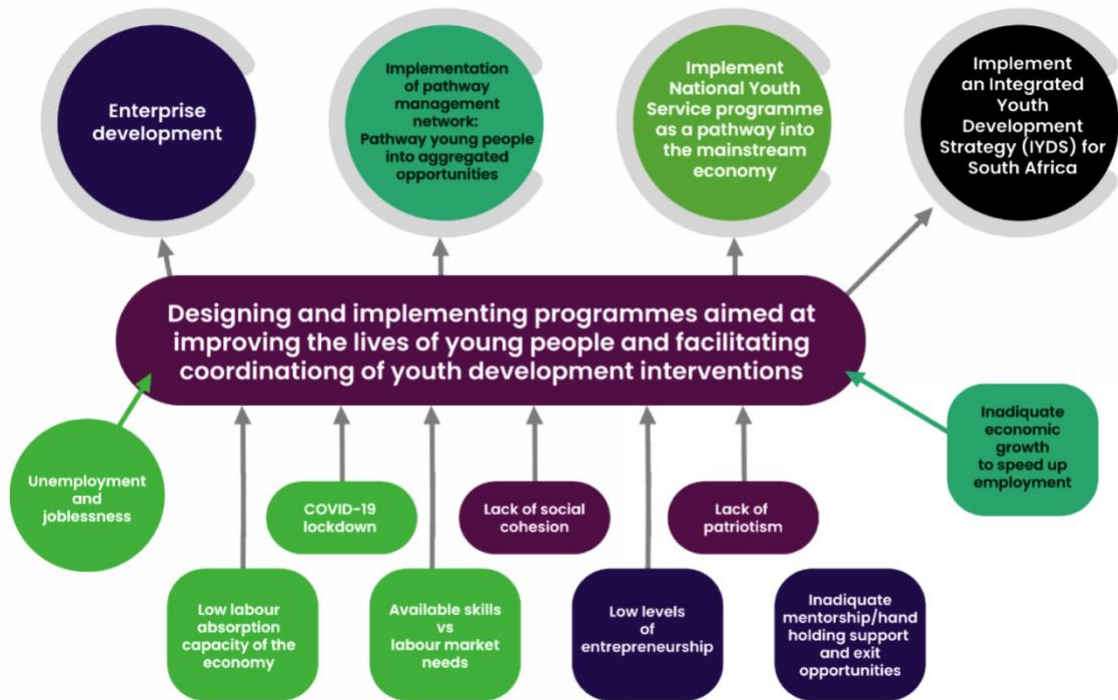 Enterprise
development
Implementation
of pathway
management
network:
Pathway young people
into aggregated
opportunities
Implement
National Youth
Service programme
as a pathway into
the mainstream
economy
Implement
an Integrated
Youth
Development
Strategy (IYDS) for
South Africa
Designing and implementing programmes aimed at
improving the lives of young people and facilitating
coordinationg of youth development interventions
Unemployment
and
joblessness
COVID-19
lockdown
Lack of social
cohesion
Lack of
patriotism
Inadiquate
economic
growth
to speed up
employment
Low labour
absorption
capacity of the
economy
Available skills
vs
labour market
needs
Low levels
of
entrepreneurship
Inadiquate
mentorship/hand
holding support
and exit
opportunities